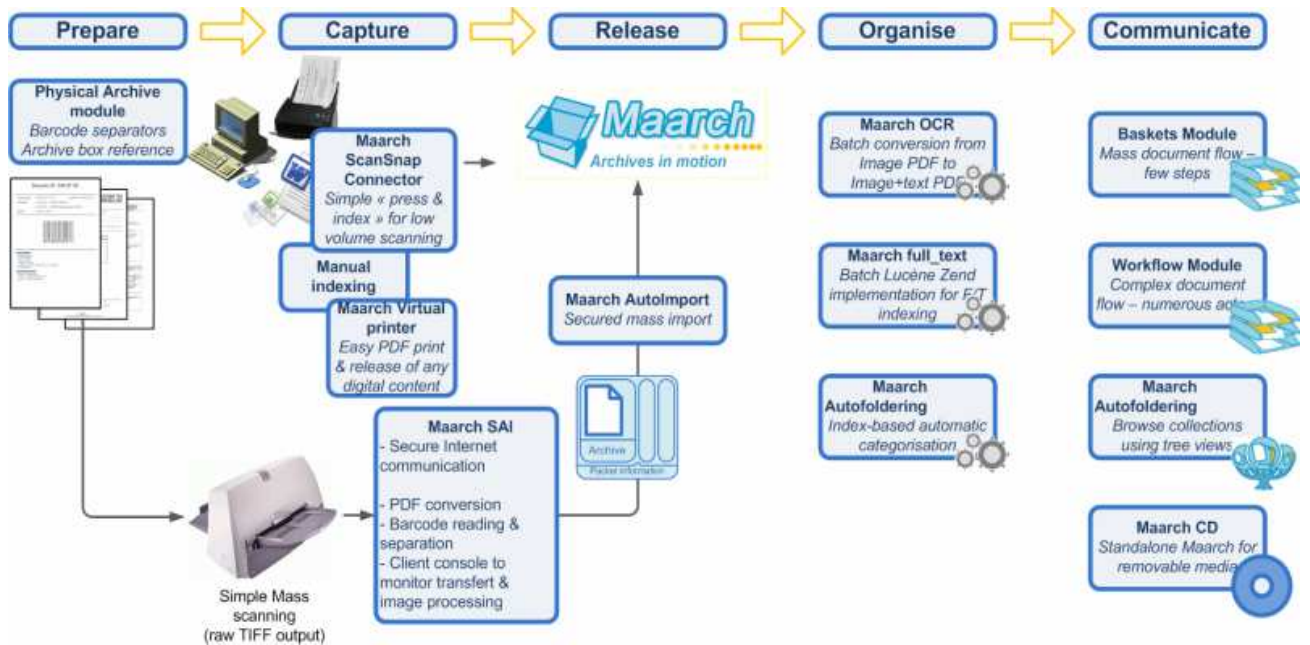 Prepare
Capture
Release
Organise
Communicate
Physical Archive
module
Barcode separators
Archive box reference
Maarch
ScanSnap
Connector
Simple « press &
index » for low
volume scanning
Manual
indexing
Maarch Virtual
printer
Easy PDF print
& release of any
digital content
Simple Mass
scanning
(raw TIFF output)
Maarch SAI
- Secure Internet
communication
- PDF conversion
- Barcode reading &
separation
- Client console to
monitor transfert &
image processing
Maarch
Archives in motion
Maarch AutoImport
Secured mass import
Archive
Packet information
Maarch OCR
Batch conversion from
Image PDF to
Image+text PDF
Maarch full_text
Batch Lucène Zend
implementation for F/T
indexing
Maarch
Autofoldering
Index-based automatic
categorisation
Baskets Module
Mass document flow –
few steps
Workflow Module
Complex document
flow – numerous
Maarch
Autofoldering
Browse collections
using tree views
Maarch CD
Standalone Maarch for
removable media